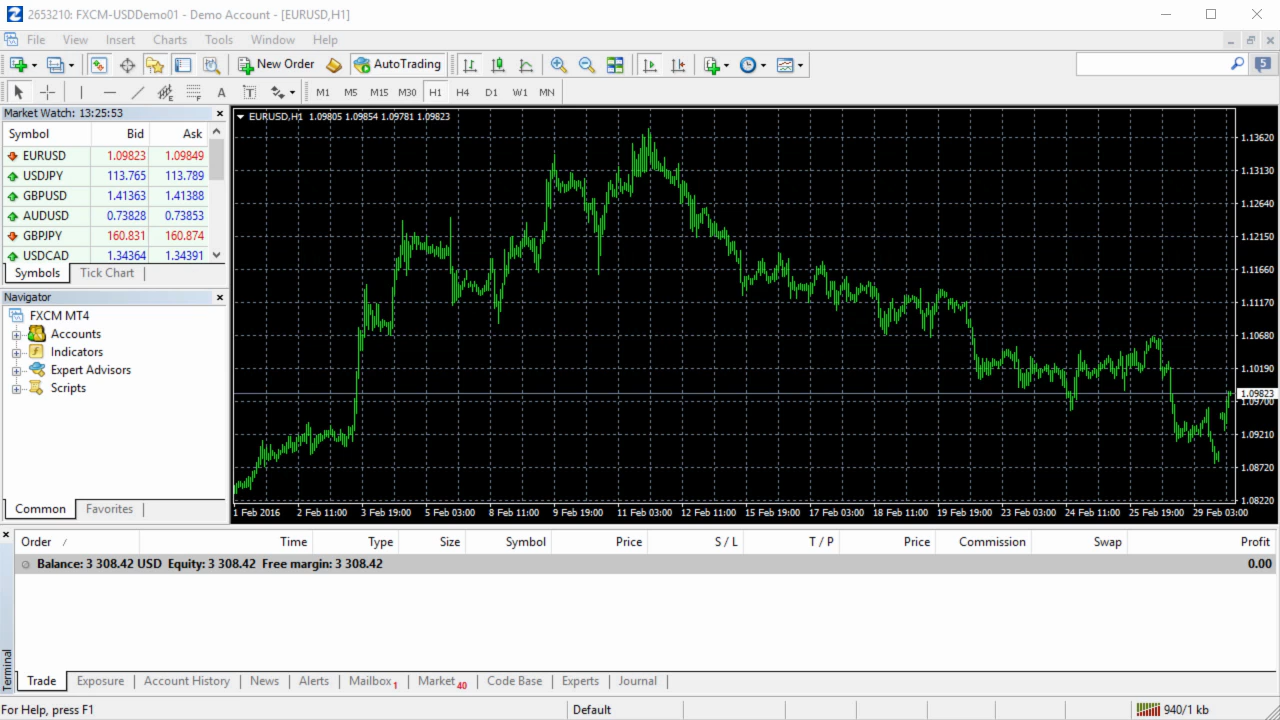 2653210: FXCM-USDDemo01 - Demo Account - [EURUSD,H1]
File View Insert Charts Tools Window Help
New Order AutoTrading 5
A T M1 M5 M15 M30 H1 H4 D1 W1 MN
Market Watch: 13:25:53
Symbol Bid Ask
EURUSD 1.09823 1.09849
USDJPY 113.765 113.789
GBPUSD 1.41363 1.41388
AUDUSD 0.73828 0.73853
GBPJPY 160.831 160.874
USDCAD 1.34364 1.34391
Symbols Tick Chart
Navigator
FXCM MT4
Accounts
Indicators
Expert Advisors
Scripts
Common Favorites
EURUSD,H1 1.09805 1.09854 1.09781 1.09823
1.13620
1.13130
1.12640
1.12150
1.11660
1.11170
1.10680
1.10190
1.09823
1.09700
1.09210
1.08720
1.08220
1 Feb 2016 2 Feb 11:00 3 Feb 19:00 5 Feb 03:00 8 Feb 11:00 9 Feb 19:00 11 Feb 03:00 12 Feb 11:00 15 Feb 19:00 17 Feb 03:00 18 Feb 11:00 19 Feb 19:00 23 Feb 03:00 24 Feb 11:00 25 Feb 19:00 29 Feb 03:00
Order / Time Type Size Symbol Price S / L T / P Price Commission Swap Profit
Balance: 3 308.42 USD Equity: 3 308.42 Free margin: 3 308.42 0.00
Terminal
Trade Exposure Account History News Alerts Mailbox 1 Market 40 Code Base Experts Journal
For Help, press F1 Default 940/1 kb